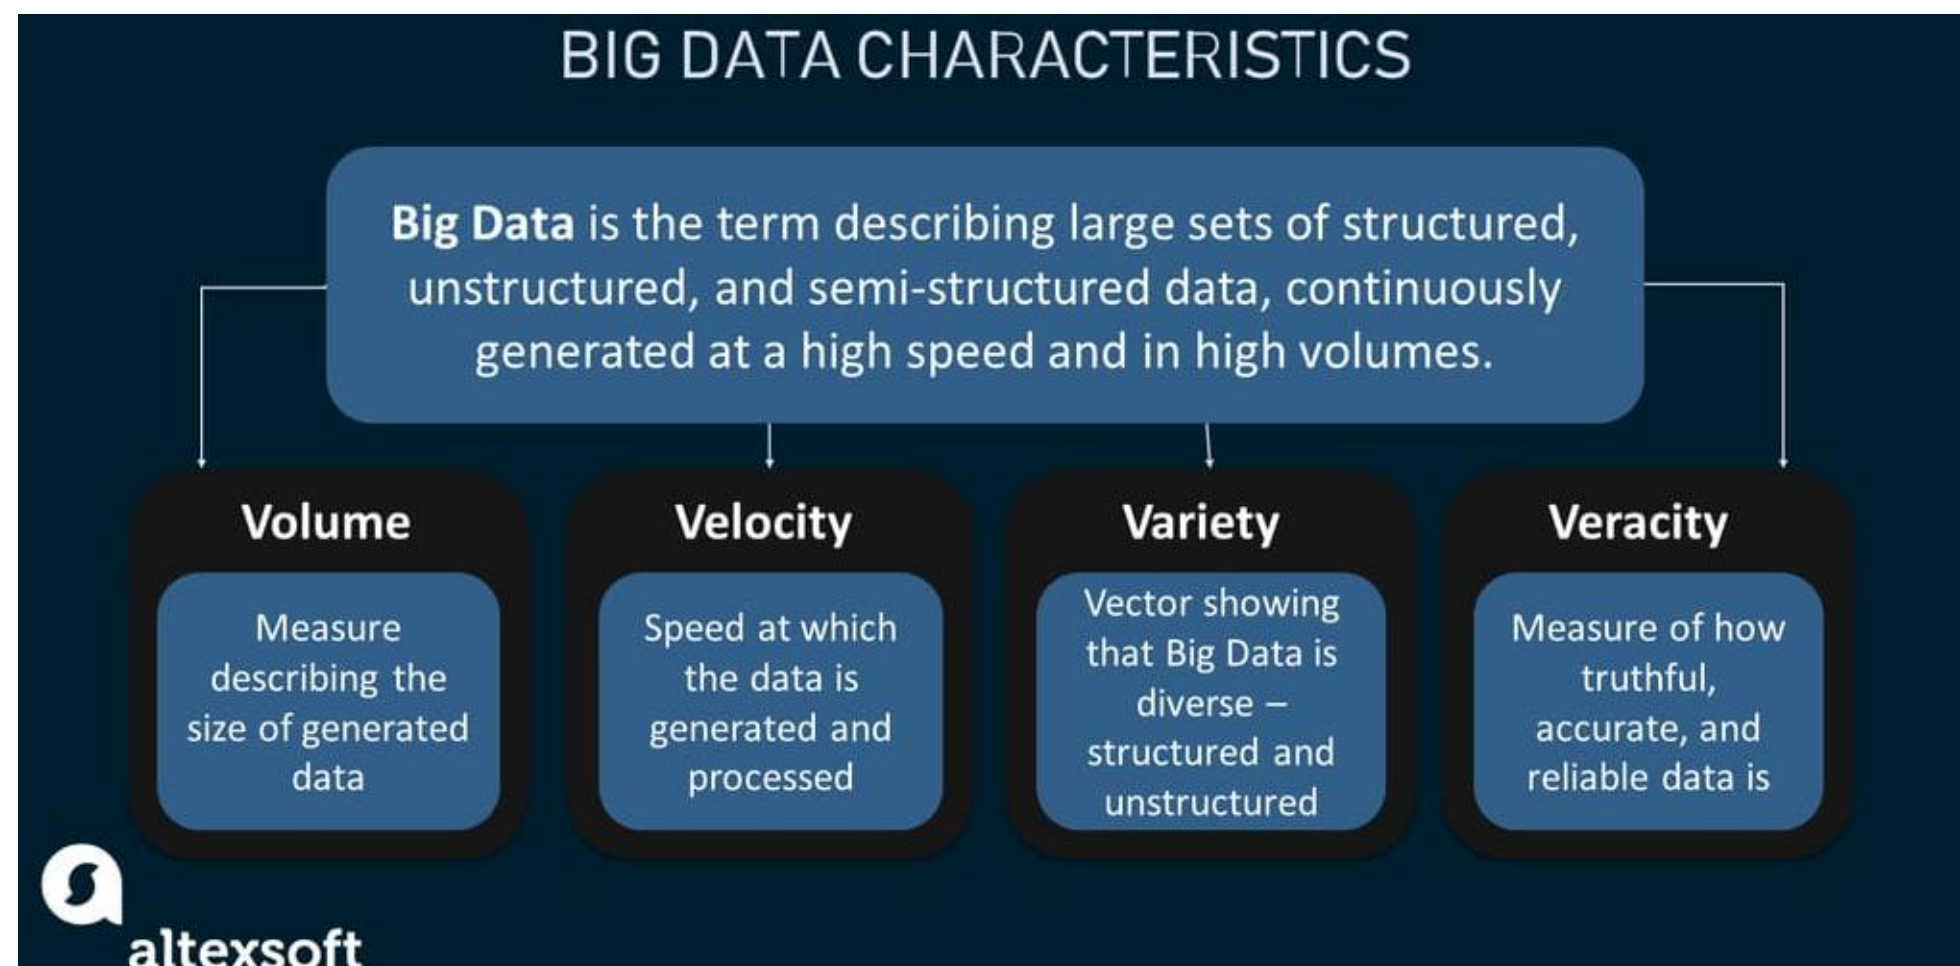 BIG DATA CHARACTERISTICS
Big Data is the term describing large sets of structured,
unstructured, and semi-structured data, continuously
generated at a high speed and in high volumes.
Volume
Measure
describing the
size of generated
data
Velocity
Speed at which
the data is
generated and
processed
Variety
Vector showing
that Big Data is
diverse –
structured and
unstructured
Veracity
Measure of how
truthful,
accurate, and
reliable data is
altexsoft